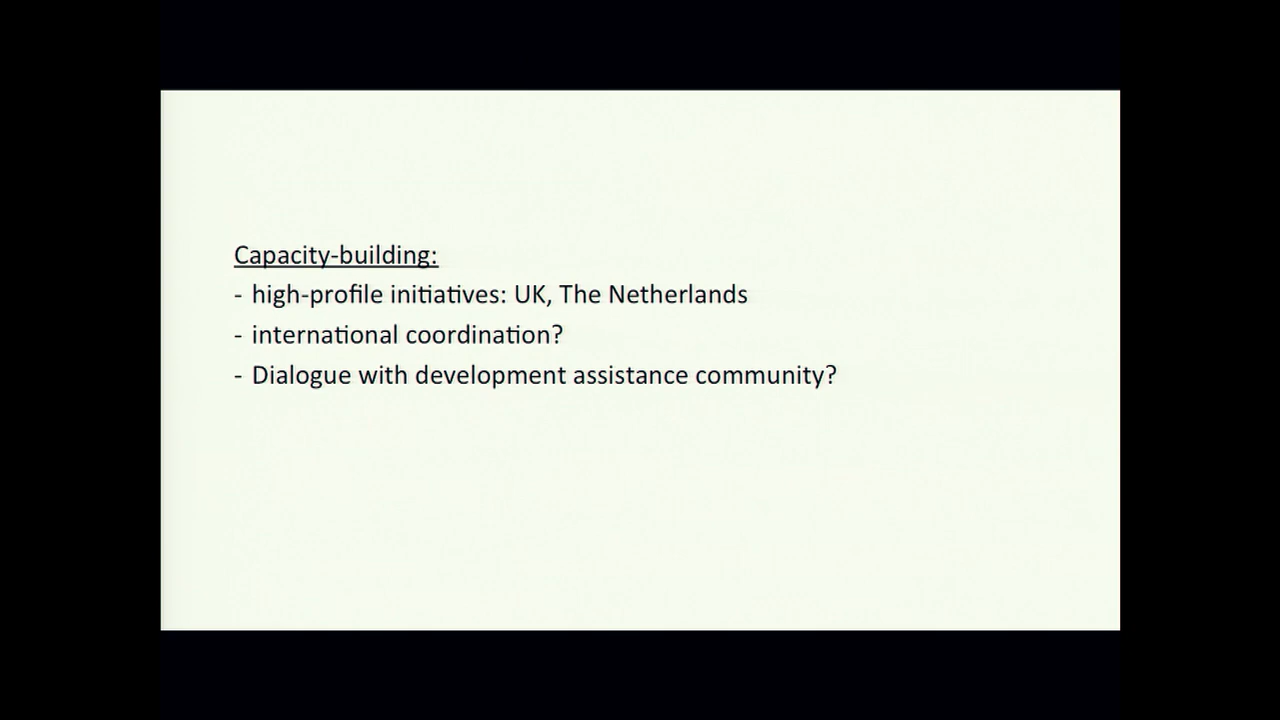 Capacity-building:
- high-profile initiatives: UK, The Netherlands
- international coordination?
- Dialogue with development assistance community?